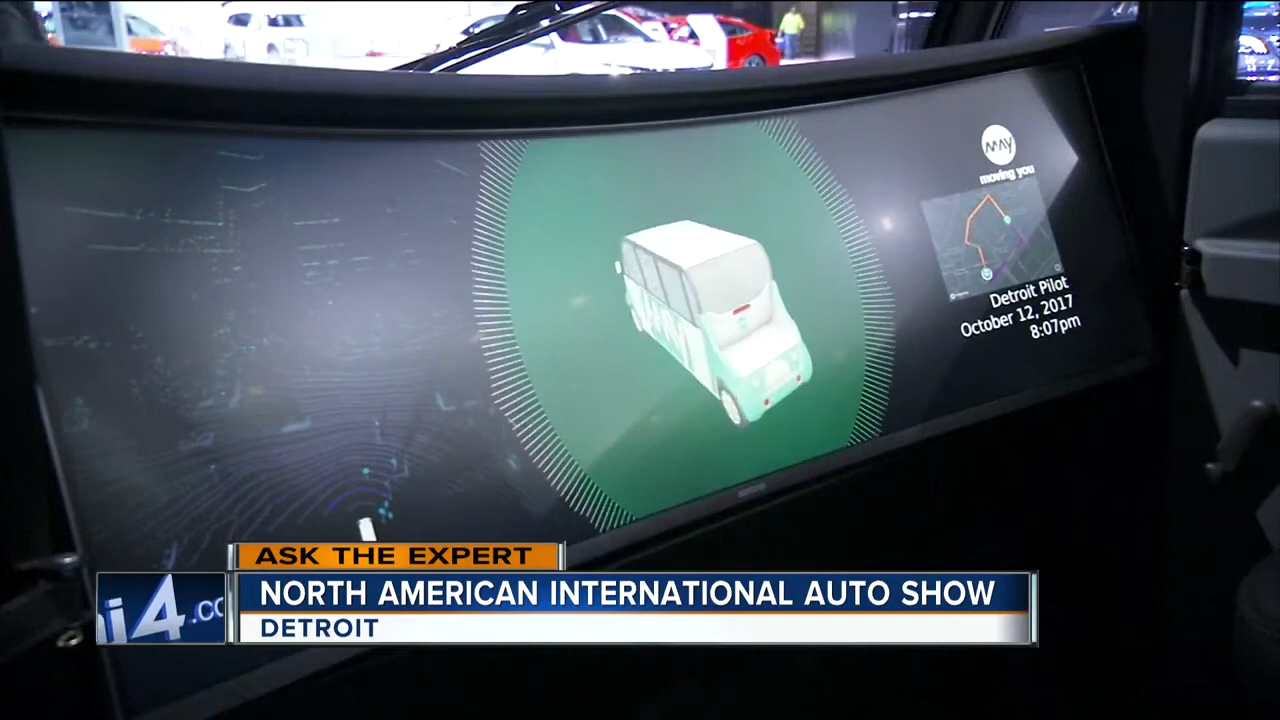 may
moving you
Detroit Pilot
October 12, 2017
8:07pm
ASK THE EXPERT
NORTH AMERICAN INTERNATIONAL AUTO SHOW
DETROIT
4.co